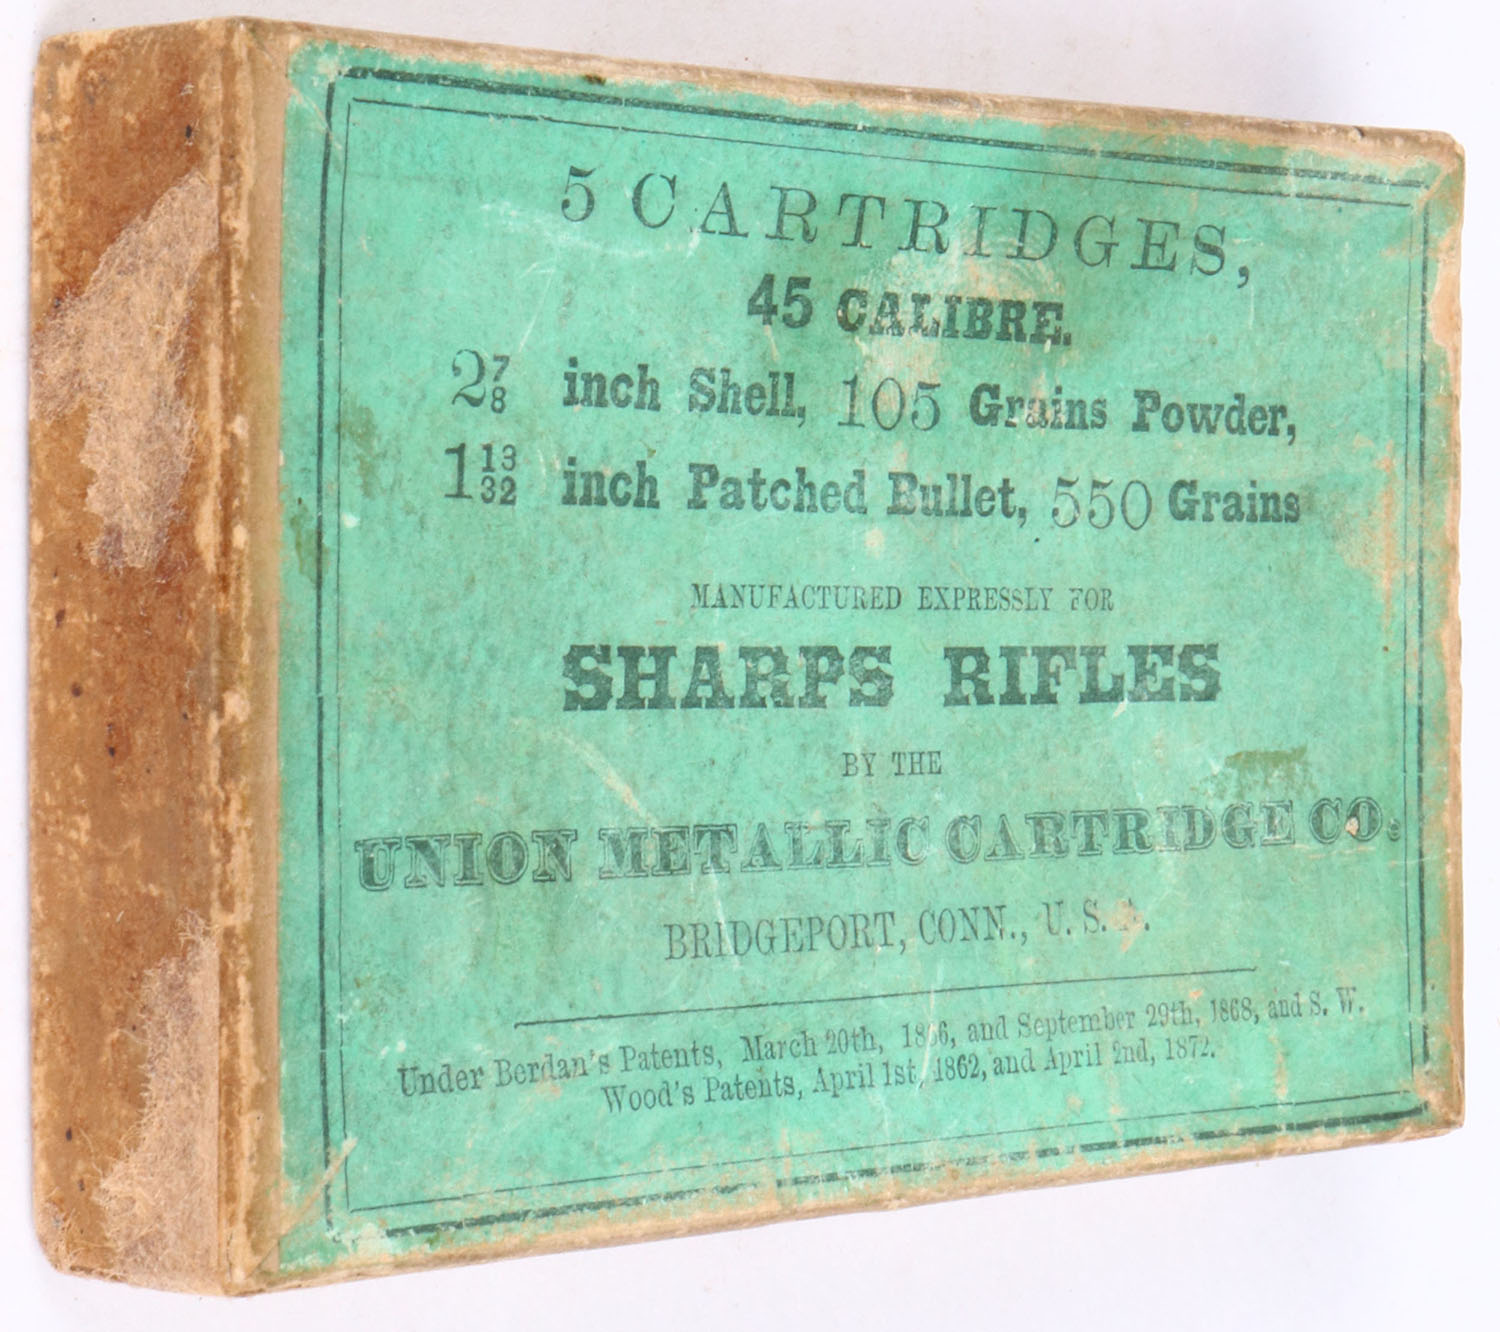 5 CARTRIDGES,
45 CALIBRE.
2 7/8 inch Shell, 105 Grains Powder,
1 13/32 inch Patched Bullet, 550 Grains
MANUFACTURED EXPRESSLY FOR
SHARPS RIFLES
BY THE
UNION METALLIC CARTRIDGE CO.
BRIDGEPORT, CONN., U. S. A.
Under Berdan's Patents, March 20th, 1866, and September 29th, 1868, and S. W.
Wood's Patents, April 1st, 1862, and April 2nd, 1872.